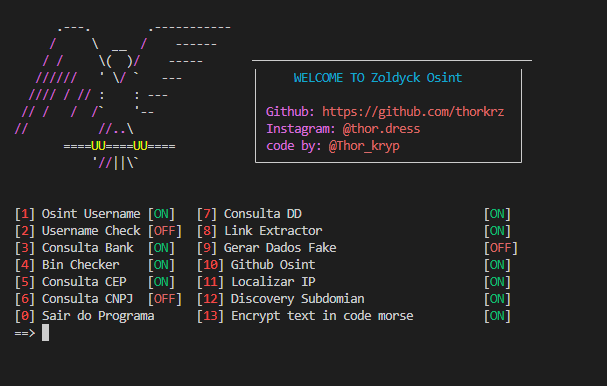 WELCOME TO Zoldyck Osint
Github: https://github.com/thorkrz
Instagram: @thor.dress
code by: @Thor_kryp
[1] Osint Username [ON] [7] Consulta DD [ON]
[2] Username Check [OFF] [8] Link Extractor [ON]
[3] Consulta Bank [ON] [9] Gerar Dados Fake [OFF]
[4] Bin Checker [ON] [10] Github Osint [ON]
[5] Consulta CEP [ON] [11] Localizar IP [ON]
[6] Consulta CNPJ [OFF] [12] Discovery Subdomian [ON]
[0] Sair do Programa [13] Encrypt text in code morse [ON]
==>